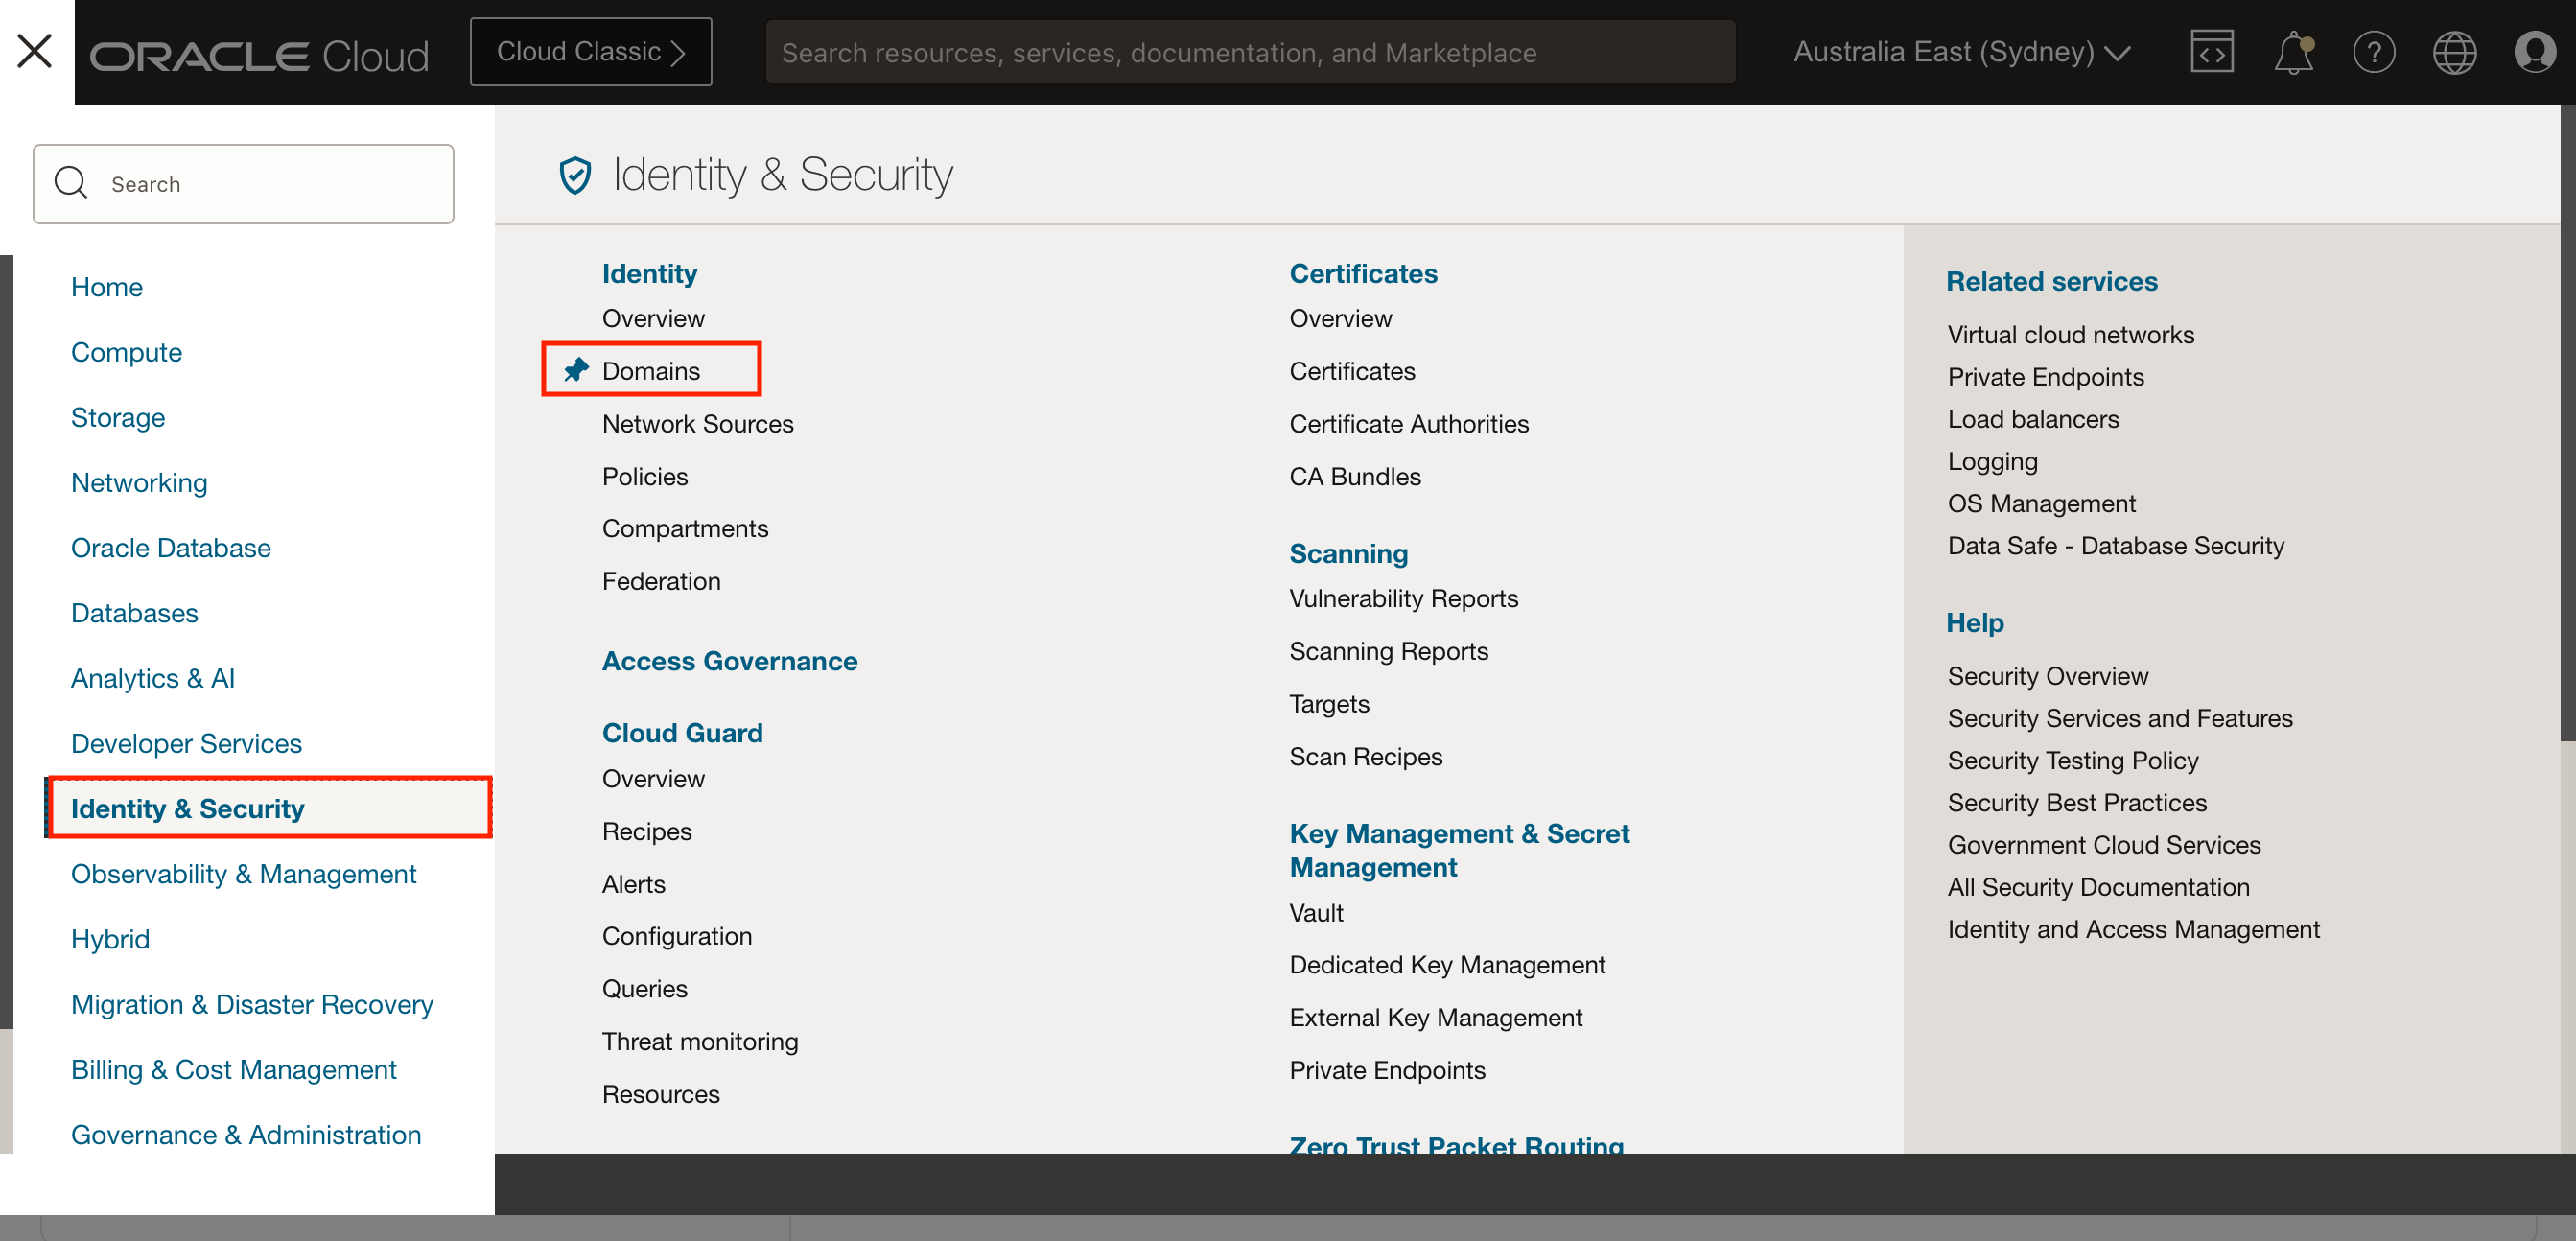 ORACLE Cloud
Cloud Classic
Search resources, services, documentation, and Marketplace
Australia East (Sydney)
Search
Home
Compute
Storage
Networking
Oracle Database
Databases
Analytics & AI
Developer Services
Identity & Security
Observability & Management
Hybrid
Migration & Disaster Recovery
Billing & Cost Management
Governance & Administration
Identity & Security
Identity
Overview
Domains
Network Sources
Policies
Compartments
Federation
Access Governance
Cloud Guard
Overview
Recipes
Alerts
Configuration
Queries
Threat monitoring
Resources
Certificates
Overview
Certificates
Certificate Authorities
CA Bundles
Scanning
Vulnerability Reports
Scanning Reports
Targets
Scan Recipes
Key Management & Secret
Management
Vault
Dedicated Key Management
External Key Management
Private Endpoints
Zero Trust Packet Routing
Related services
Virtual cloud networks
Private Endpoints
Load balancers
Logging
OS Management
Data Safe - Database Security
Help
Security Overview
Security Services and Features
Security Testing Policy
Security Best Practices
Government Cloud Services
All Security Documentation
Identity and Access Management